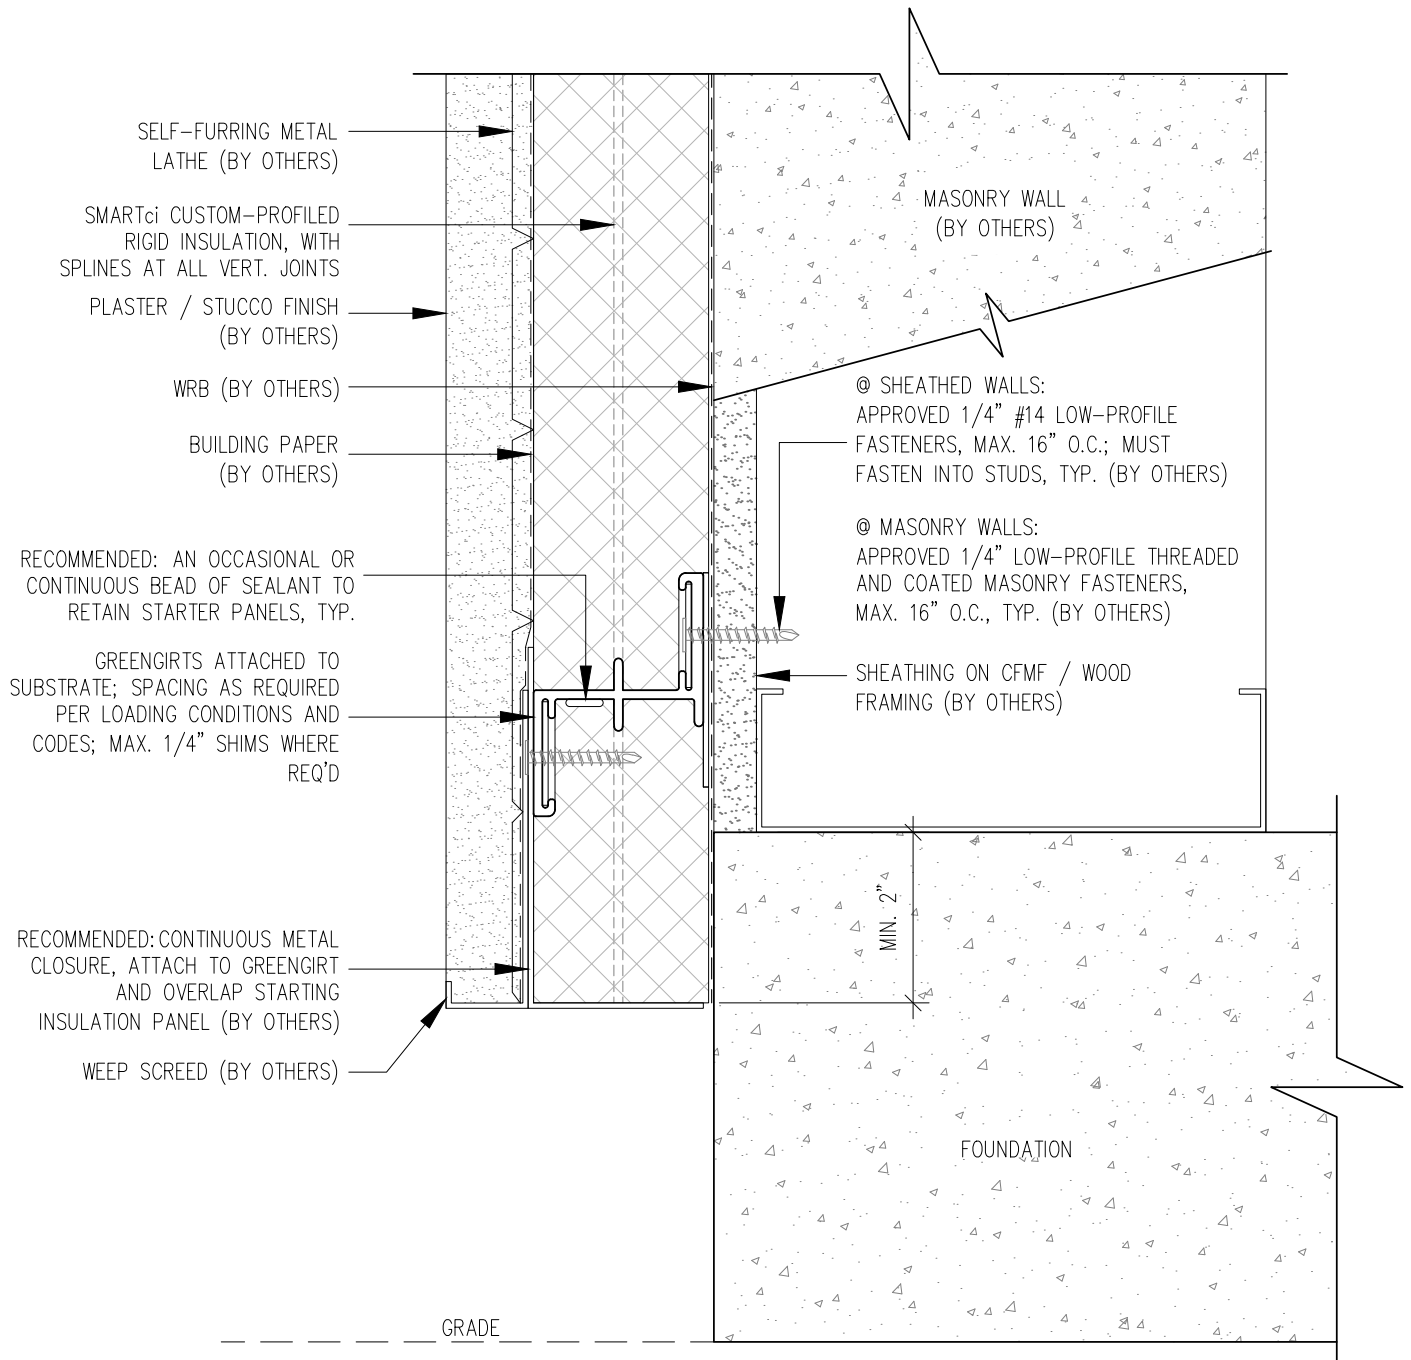 SELF-FURRING METAL
LATHE (BY OTHERS)
SMARTci CUSTOM-PROFILED
RIGID INSULATION, WITH
SPLINES AT ALL VERT. JOINTS
PLASTER / STUCCO FINISH
(BY OTHERS)
WRB (BY OTHERS)
BUILDING PAPER
(BY OTHERS)
RECOMMENDED: AN OCCASIONAL OR
CONTINUOUS BEAD OF SEALANT TO
RETAIN STARTER PANELS, TYP.
GREENGIRTS ATTACHED TO
SUBSTRATE; SPACING AS REQUIRED
PER LOADING CONDITIONS AND
CODES; MAX. 1/4” SHIMS WHERE
REQ'D
RECOMMENDED: CONTINUOUS METAL
CLOSURE, ATTACH TO GREENGIRT
AND OVERLAP STARTING
INSULATION PANEL (BY OTHERS)
WEEP SCREED (BY OTHERS)
MASONRY WALL
(BY OTHERS)
@ SHEATHED WALLS:
APPROVED 1/4” #14 LOW-PROFILE
FASTENERS, MAX. 16” O.C.; MUST
FASTEN INTO STUDS, TYP. (BY OTHERS)
@ MASONRY WALLS:
APPROVED 1/4” LOW-PROFILE THREADED
AND COATED MASONRY FASTENERS,
MAX. 16” O.C., TYP. (BY OTHERS)
SHEATHING ON CFMF / WOOD
FRAMING (BY OTHERS)
MIN. 2”
FOUNDATION
GRADE